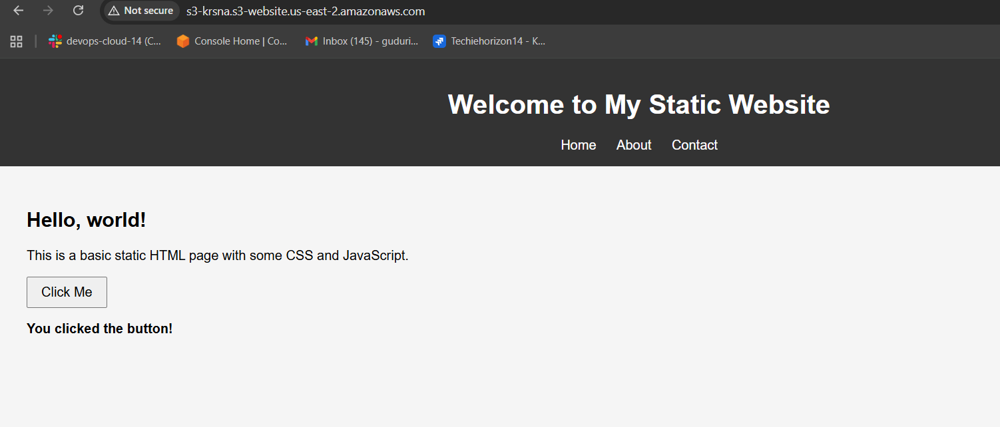 Not secure s3-krsna.s3-website.us-east-2.amazonaws.com
devops-cloud-14 (C... Console Home | Co... Inbox (145) - guduri... Techiehorizon14 - K...
Welcome to My Static Website
Home About Contact
Hello, world!
This is a basic static HTML page with some CSS and JavaScript.
Click Me
You clicked the button!